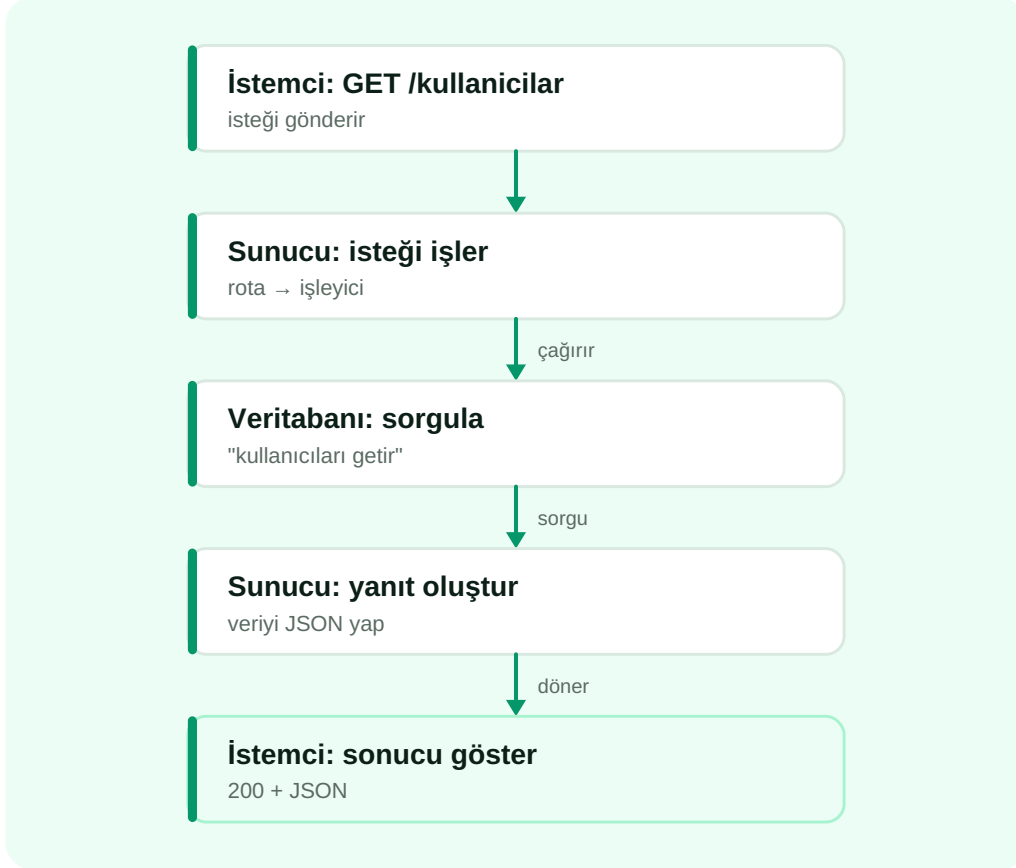 İstemci: GET /kullanicilar
isteği gönderir
Sunucu: isteği işler
rota → işleyici
çağırır
Veritabanı: sorgula
"kullanıcıları getir"
sorgu
Sunucu: yanıt oluştur
veriyi JSON yap
döner
İstemci: sonucu göster
200 + JSON